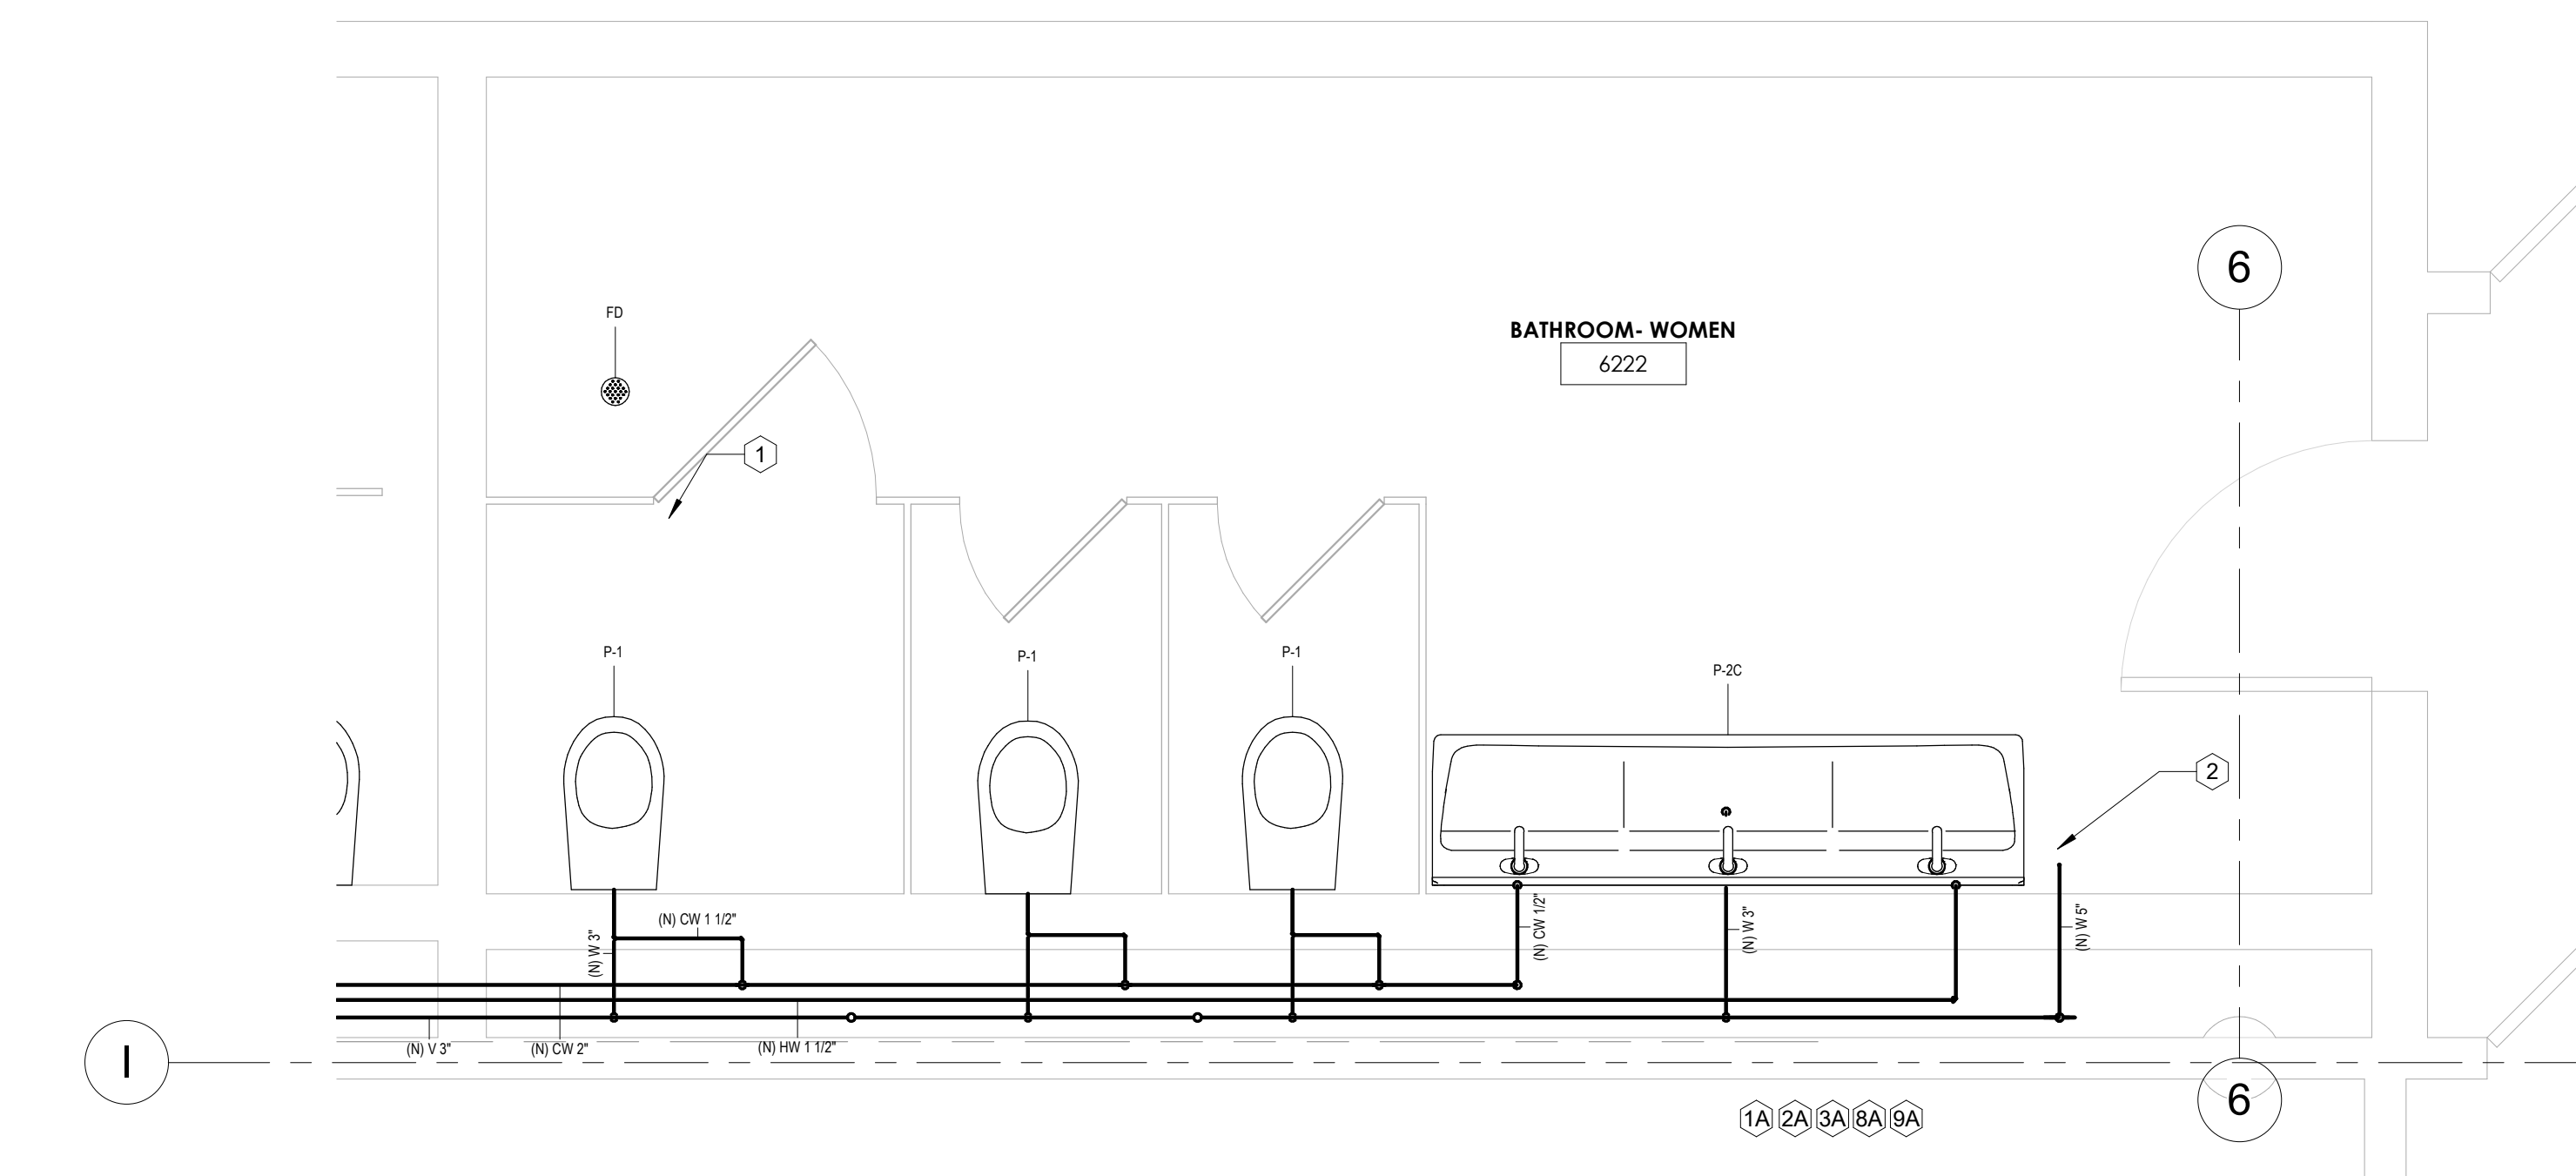 6
FD
BATHROOM- WOMEN
6222
1
P-1
P-1
P-1
P-2C
2
(N) CW 1 1/2"
(N) W 3"
(N) CW 1/2"
(N) W 3"
(N) W 5"
(N) V 3"
(N) CW 2"
(N) HW 1 1/2"
I
6
1A 2A 3A 8A 9A